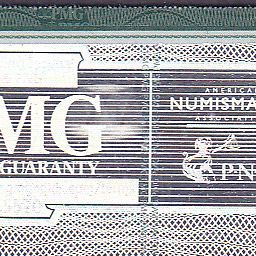 PMG
MG
GUARANTY
AMERICAN
NUMISMA
ASSOCIATI
PN